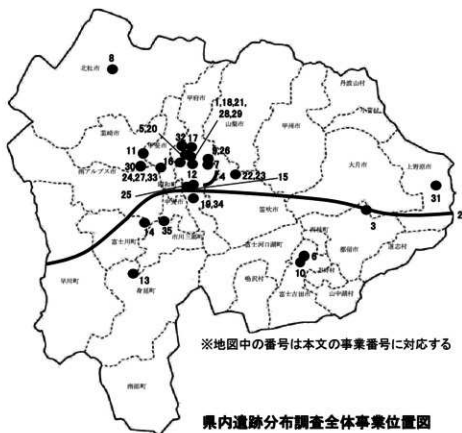 8
北杜市
丹波山村
小菅村
甲府市
1,18,21,
28,29
5,20
山梨市
甲州市
韮崎市
32 17
甲斐市
9,26
11
大月市
上野原市
30
16
7
22,23
31
南アルプス市
24,27,33
昭和町
4
12
15
25
笛吹市
19,34
2
3
14
35
市川三郷町
富士川町
西桂町
都留市
道志村
富士河口湖町
6
早川町
10
忍野村
13
鳴沢村
身延町
富士吉田市
山中湖村
※地図中の番号は本文の事業番号に対応する
南部町
県内遺跡分布調査全体事業位置図